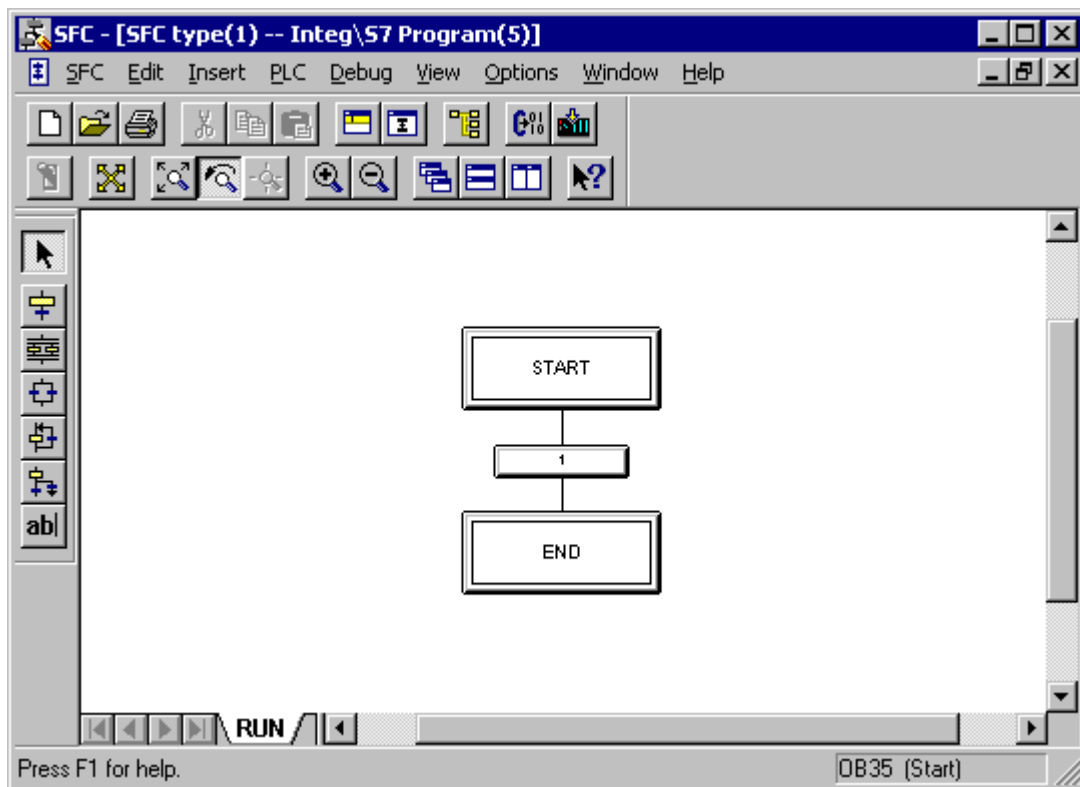 SFC - [SFC type(1) -- Integ\S7 Program(5)]
SFC Edit Insert PLC Debug View Options Window Help
ab
START
1
END
RUN
Press F1 for help.
OB35 (Start)